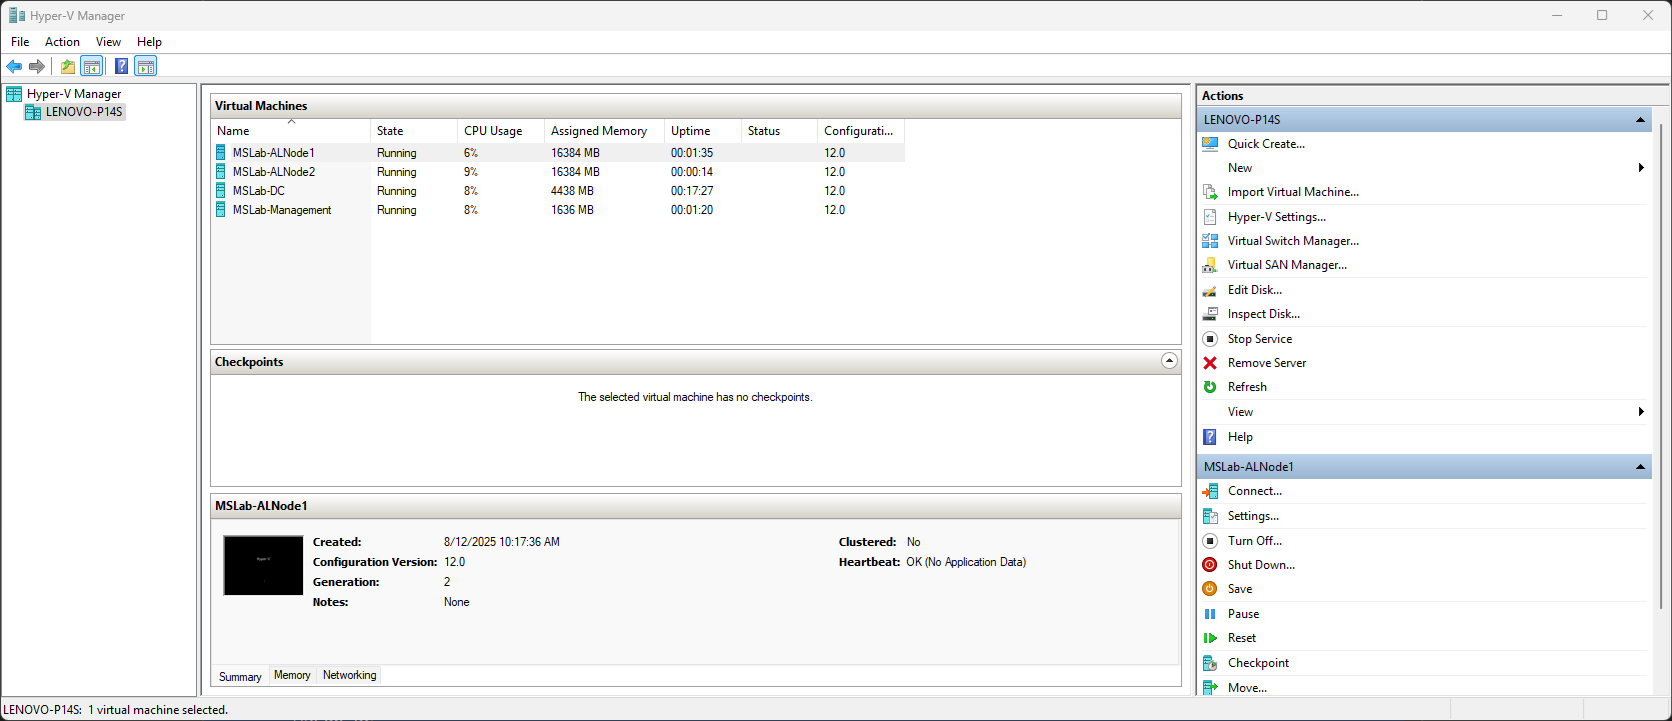 Hyper-V Manager
File Action View Help
Hyper-V Manager
LENOVO-P14S
Virtual Machines
Name State CPU Usage Assigned Memory Uptime Status Configurati...
MSLab-ALNode1 Running 6% 16384 MB 00:01:35 12.0
MSLab-ALNode2 Running 9% 16384 MB 00:00:14 12.0
MSLab-DC Running 8% 4438 MB 00:17:27 12.0
MSLab-Management Running 8% 1636 MB 00:01:20 12.0
Checkpoints
The selected virtual machine has no checkpoints.
MSLab-ALNode1
Hyper-V
Created: 8/12/2025 10:17:36 AM Clustered: No
Configuration Version: 12.0 Heartbeat: OK (No Application Data)
Generation: 2
Notes: None
Summary Memory Networking
Actions
LENOVO-P14S
Quick Create...
New
Import Virtual Machine...
Hyper-V Settings...
Virtual Switch Manager...
Virtual SAN Manager...
Edit Disk...
Inspect Disk...
Stop Service
Remove Server
Refresh
View
Help
MSLab-ALNode1
Connect...
Settings...
Turn Off...
Shut Down...
Save
Pause
Reset
Checkpoint
Move...
LENOVO-P14S: 1 virtual machine selected.